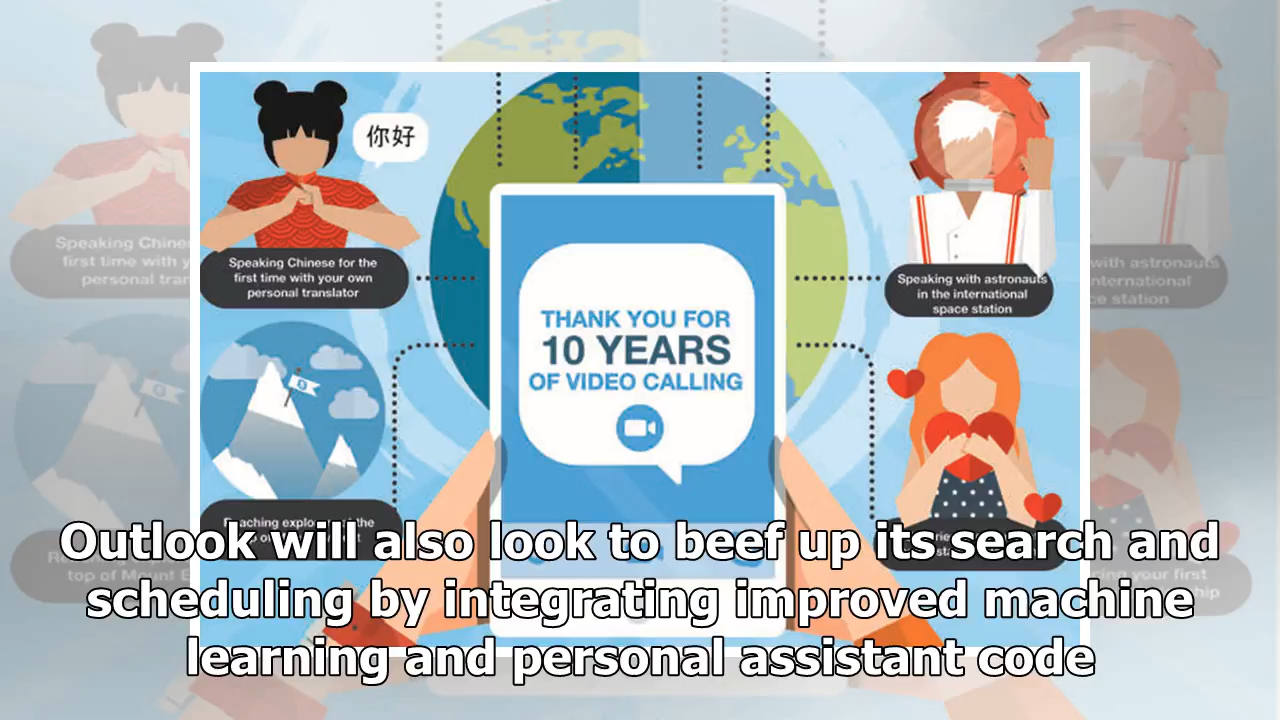 你好
Speaking Chinese for the
first time with your own
personal translator
Speaking with astronauts
in the international
space station
THANK YOU FOR
10 YEARS
OF VIDEO CALLING
Outlook will also look to beef up its search and
scheduling by integrating improved machine
learning and personal assistant code